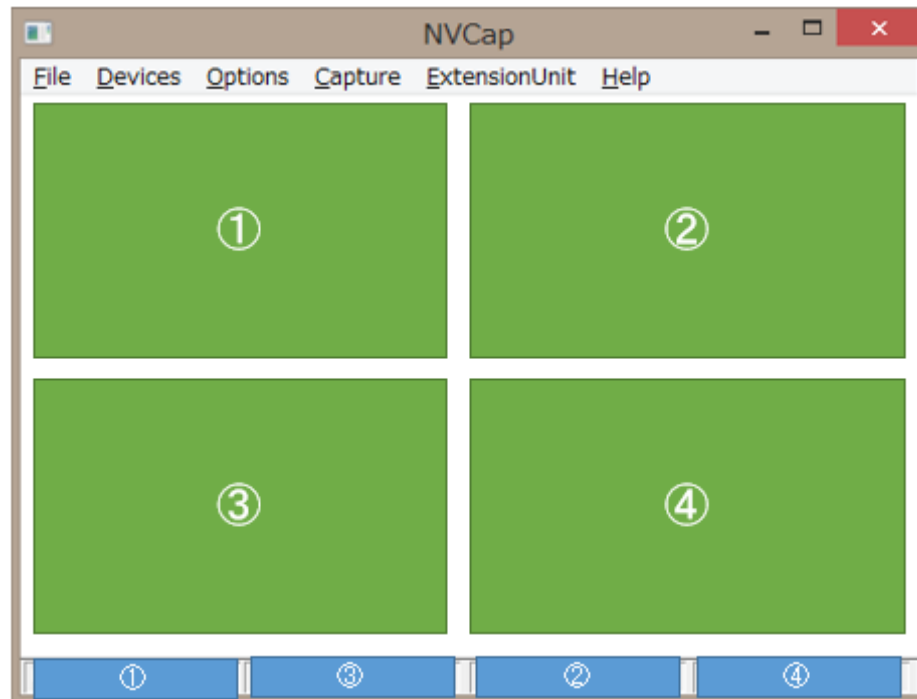 NVCap
File Devices Options Capture ExtensionUnit Help
① ②
③ ④
① ③ ② ④